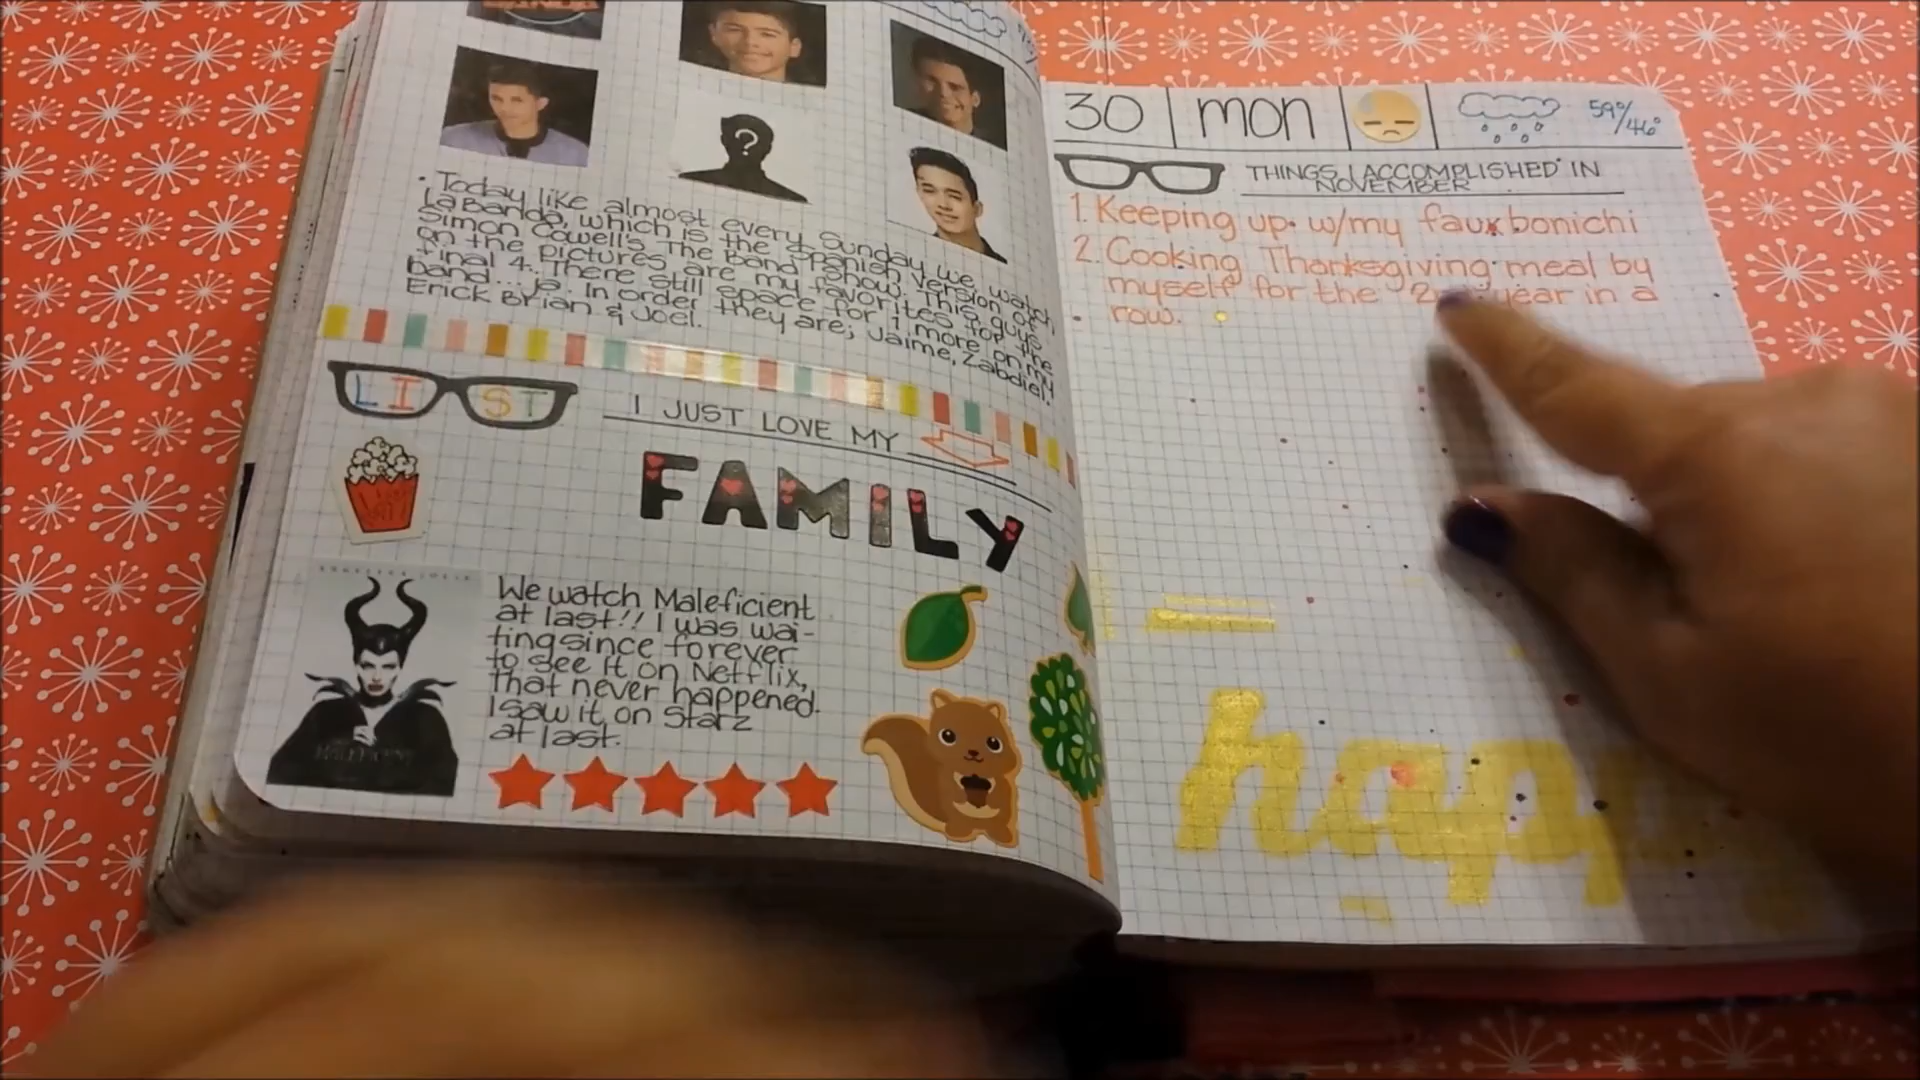 • Today like almost every Sunday we watch
La Banda, which is the Spanish version of
Simon Cowell's The Band Show. This guys
on the pictures are my favorites for the
final 4. There still space for 1 more on my
band... ja. In order they are; Jaime, Zabdiel,
Erick Brian & Joel.
LIST
I JUST LOVE MY
FAMILY
We watch Maleficient
at last!! I was wai-
ting since forever
to see it on Netflix,
that never happened.
I saw it on Starz
at last.
30 mon 59°/46°
THINGS I ACCOMPLISHED IN
NOVEMBER
1. Keeping up w/my faux bonichi
2. Cooking Thanksgiving meal by
myself for the year in a
row.